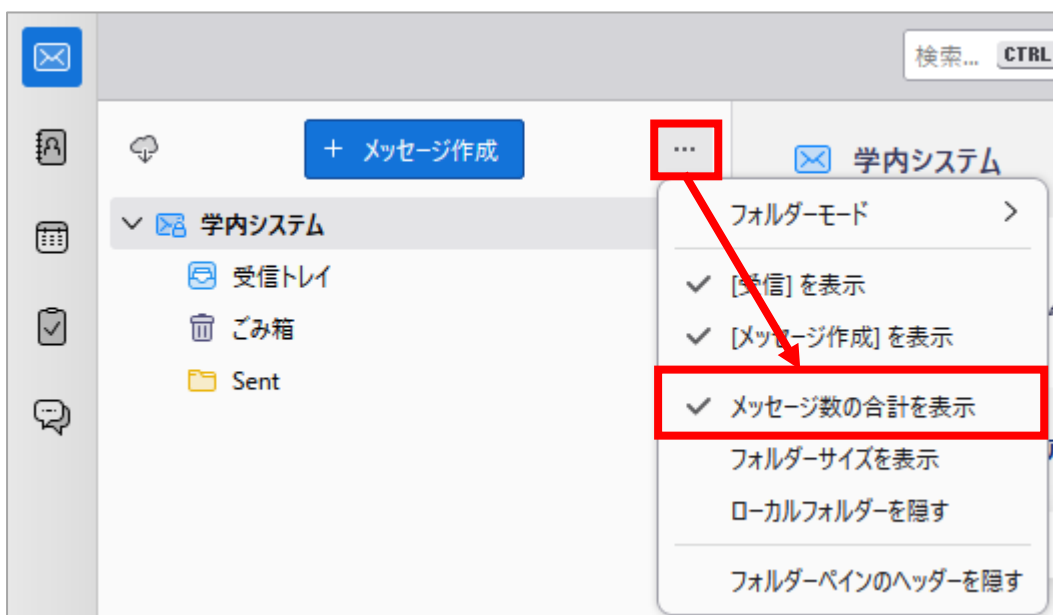 検索... CTRL
+ メッセージ作成
...
学内システム
学内システム
受信トレイ
ごみ箱
Sent
フォルダーモード
[受信] を表示
[メッセージ作成] を表示
メッセージ数の合計を表示
フォルダーサイズを表示
ローカルフォルダーを隠す
フォルダーペインのヘッダーを隠す